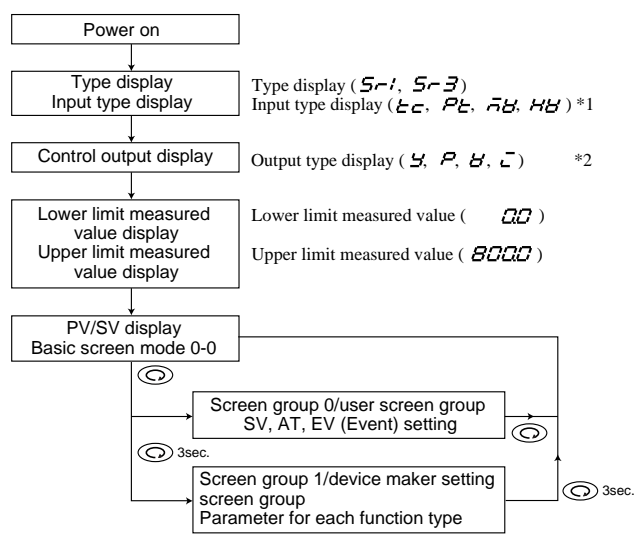 Power on
Type display
Input type display
Type display ( Sr1, Sr3 )
Input type display ( tc, Pt, ) *1
Control output display
Output type display ( Y, P, ) *2
Lower limit measured
value display
Upper limit measured
value display
Lower limit measured value ( 0.0 )
Upper limit measured value ( 800.0 )
PV/SV display
Basic screen mode 0-0
Screen group 0/user screen group
SV, AT, EV (Event) setting
3sec.
Screen group 1/device maker setting
screen group
Parameter for each function type
3sec.